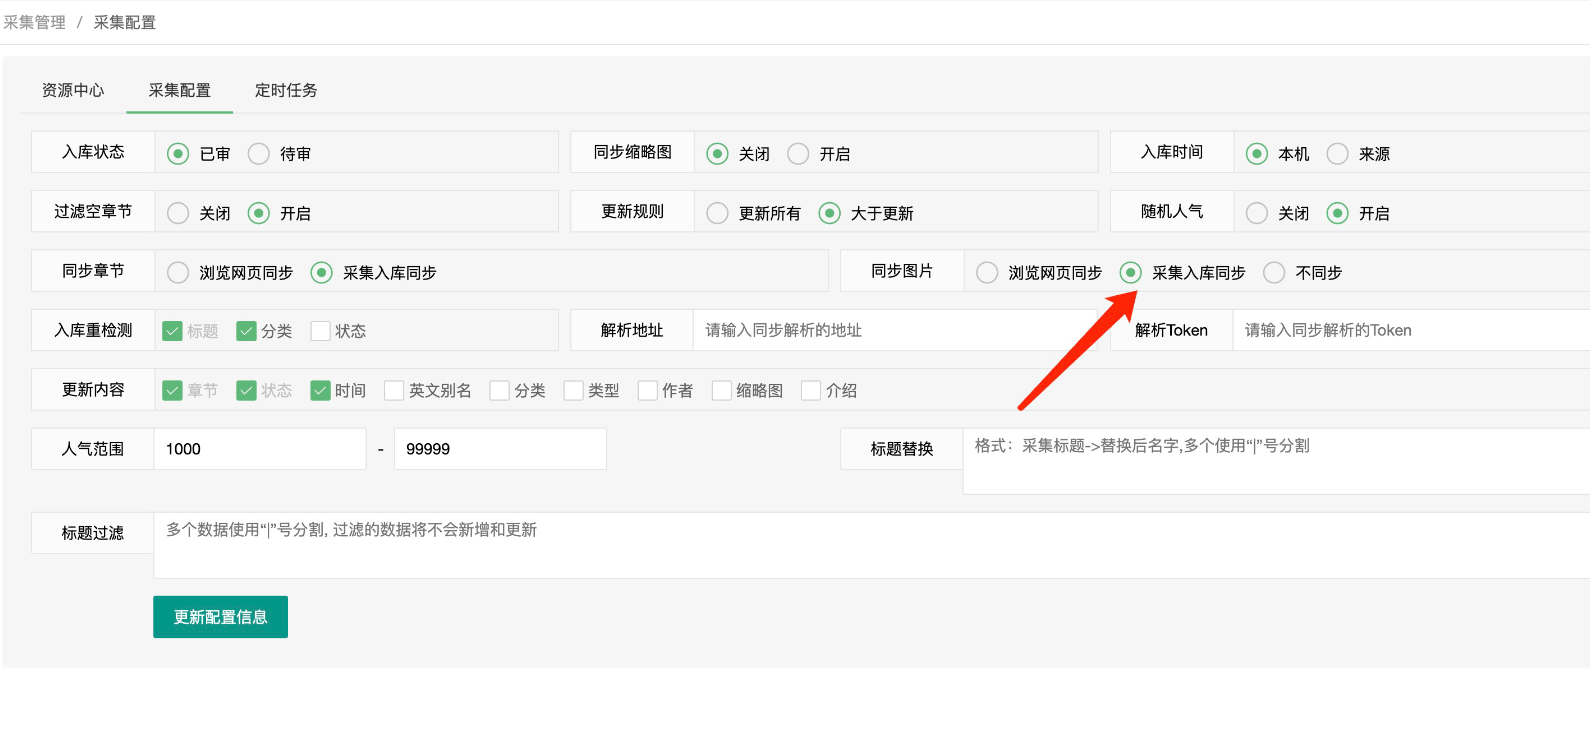 采集管理 / 采集配置
资源中心 采集配置 定时任务
入库状态 已审 待审 同步缩略图 关闭 开启 入库时间 本机 来源
过滤空章节 关闭 开启 更新规则 更新所有 大于更新 随机人气 关闭 开启
同步章节 浏览网页同步 采集入库同步 同步图片 浏览网页同步 采集入库同步 不同步
入库重检测 标题 分类 状态 解析地址 请输入同步解析的地址 解析Token 请输入同步解析的Token
更新内容 章节 状态 时间 英文别名 分类 类型 作者 缩略图 介绍
人气范围 1000 - 99999 标题替换 格式：采集标题->替换后名字,多个使用“|”号分割
标题过滤 多个数据使用“|”号分割, 过滤的数据将不会新增和更新
更新配置信息